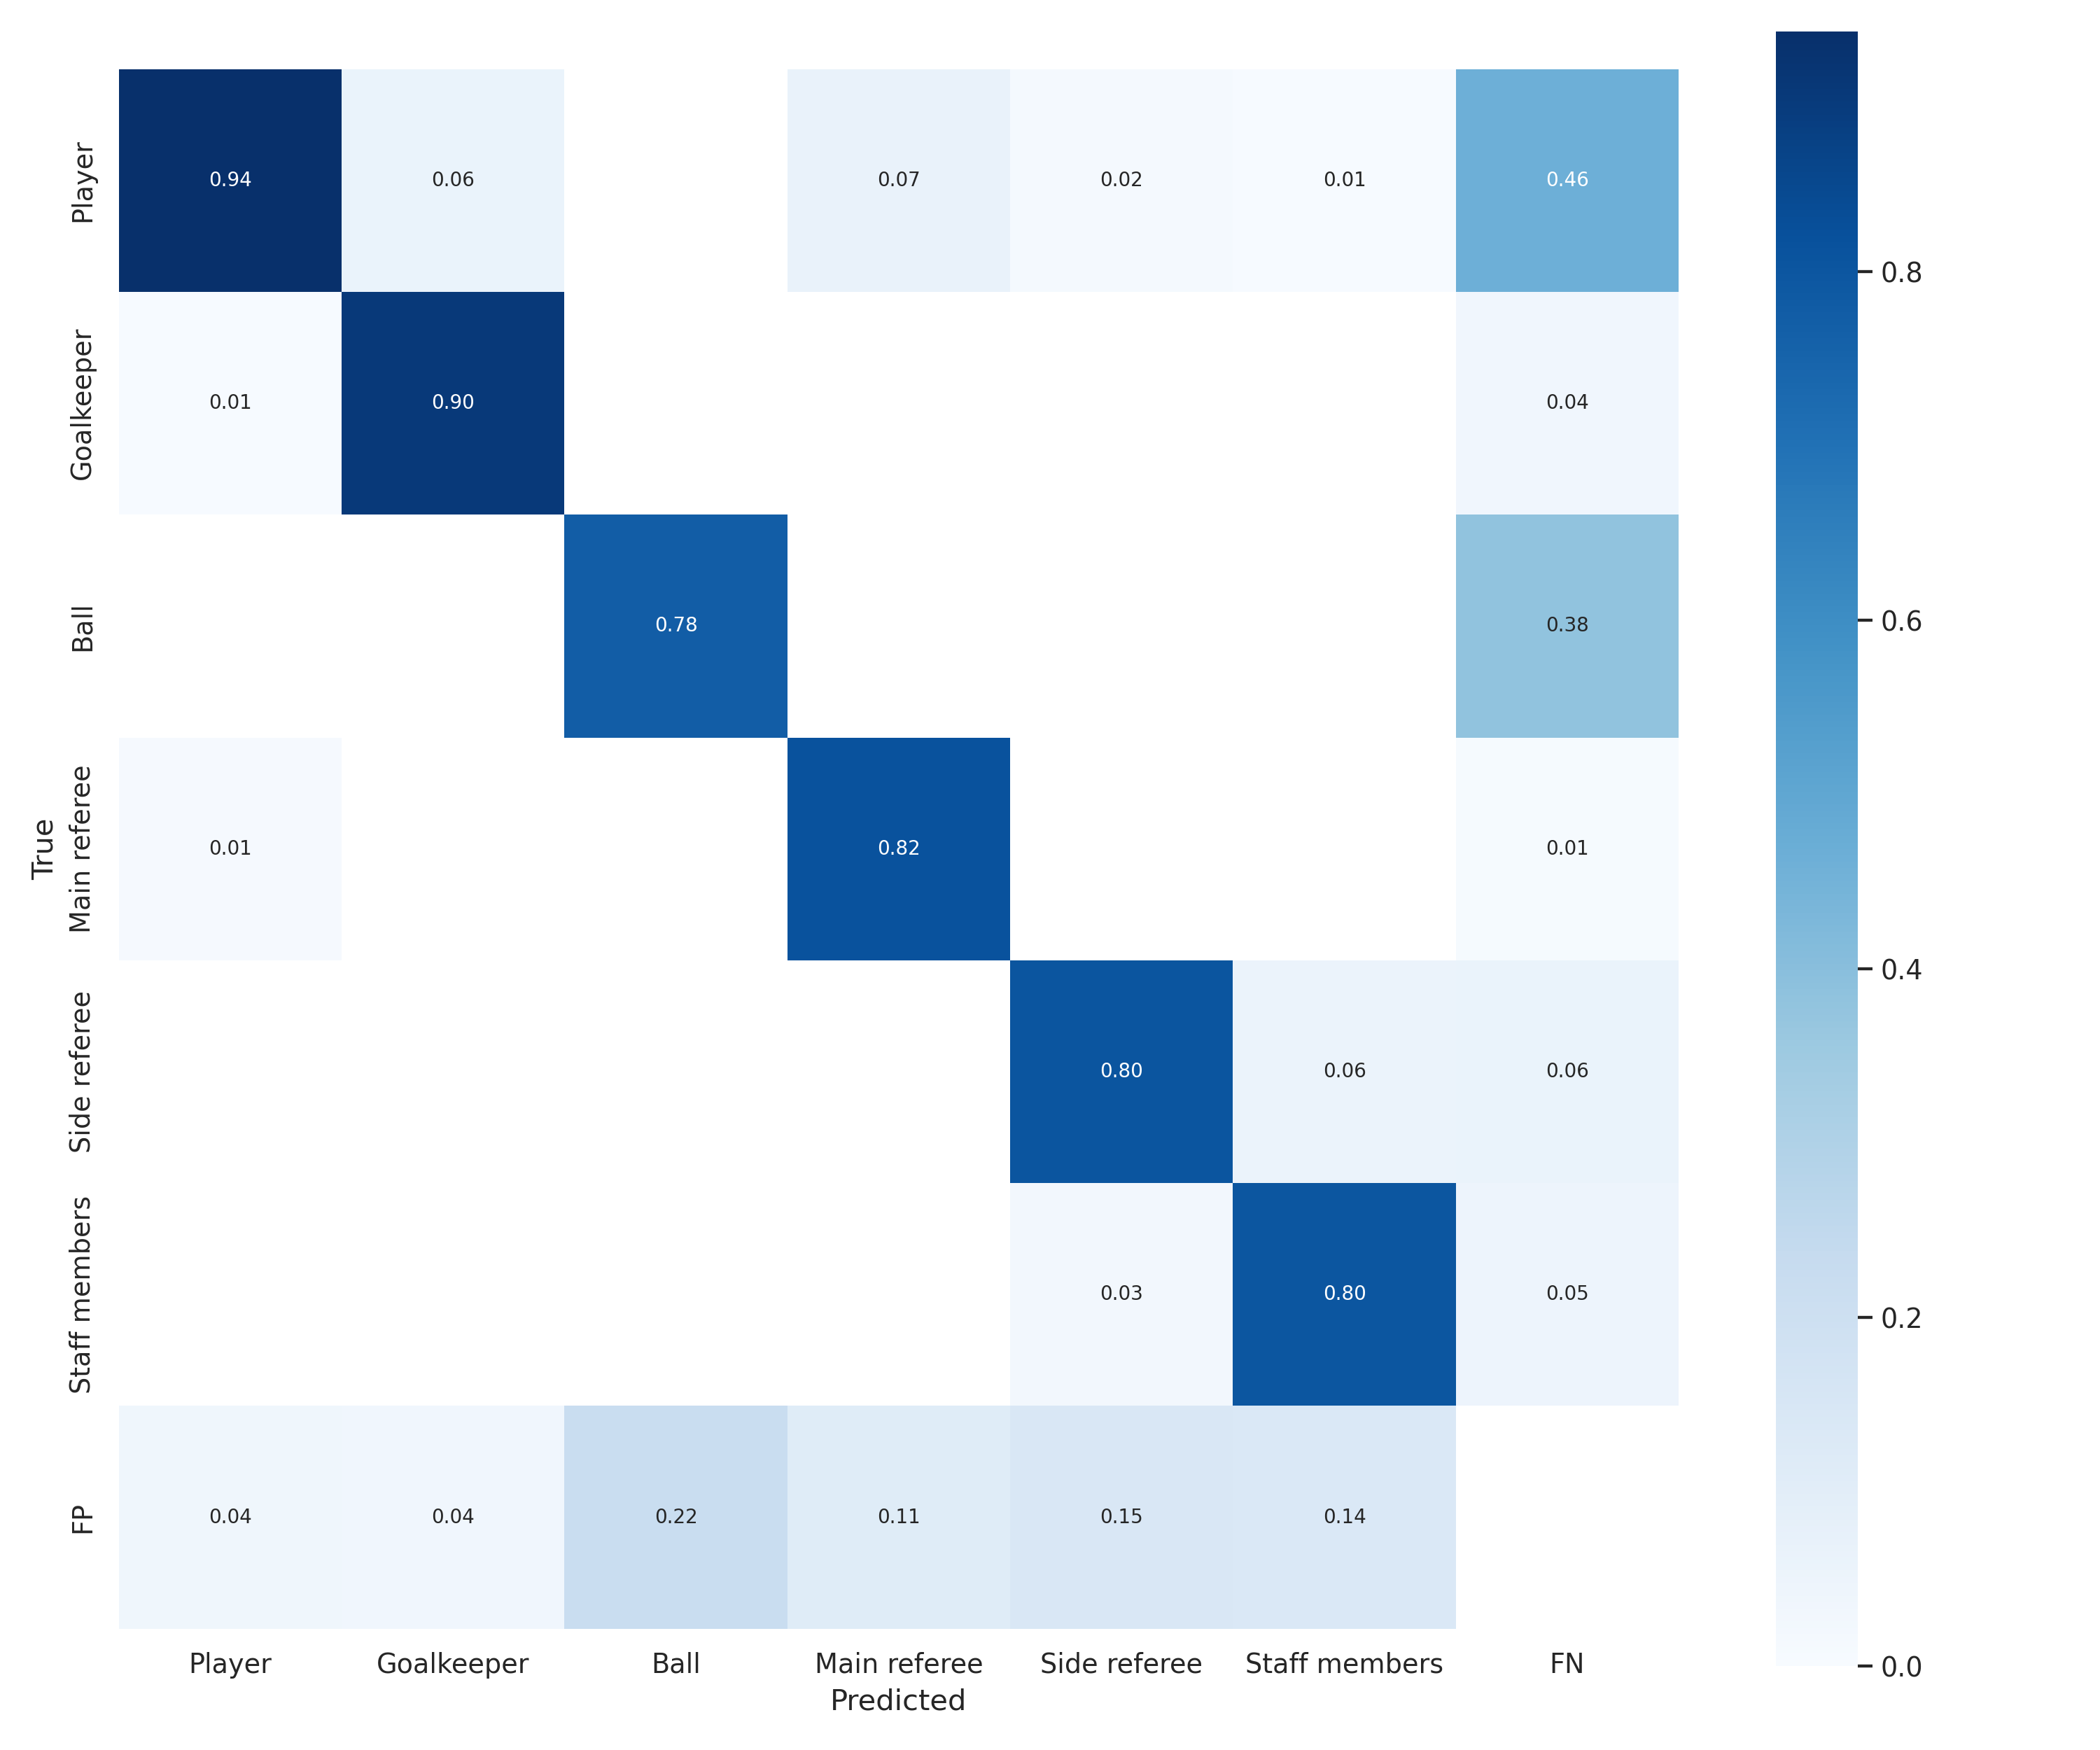 Player 0.94 0.06 0.07 0.02 0.01 0.46
Goalkeeper 0.01 0.90 0.04
Ball 0.78 0.38
Main referee 0.01 0.82 0.01
Side referee 0.80 0.06 0.06
Staff members 0.03 0.80 0.05
FP 0.04 0.04 0.22 0.11 0.15 0.14
Player Goalkeeper Ball Main referee Side referee Staff members FN
Predicted
True
0.8
0.6
0.4
0.2
0.0